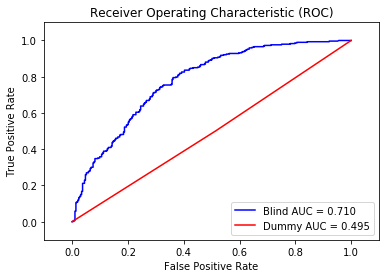 Receiver Operating Characteristic (ROC)
True Positive Rate
1.0
0.8
0.6
0.4
0.2
0.0
Blind AUC = 0.710
Dummy AUC = 0.495
0.0 0.2 0.4 0.6 0.8 1.0
False Positive Rate